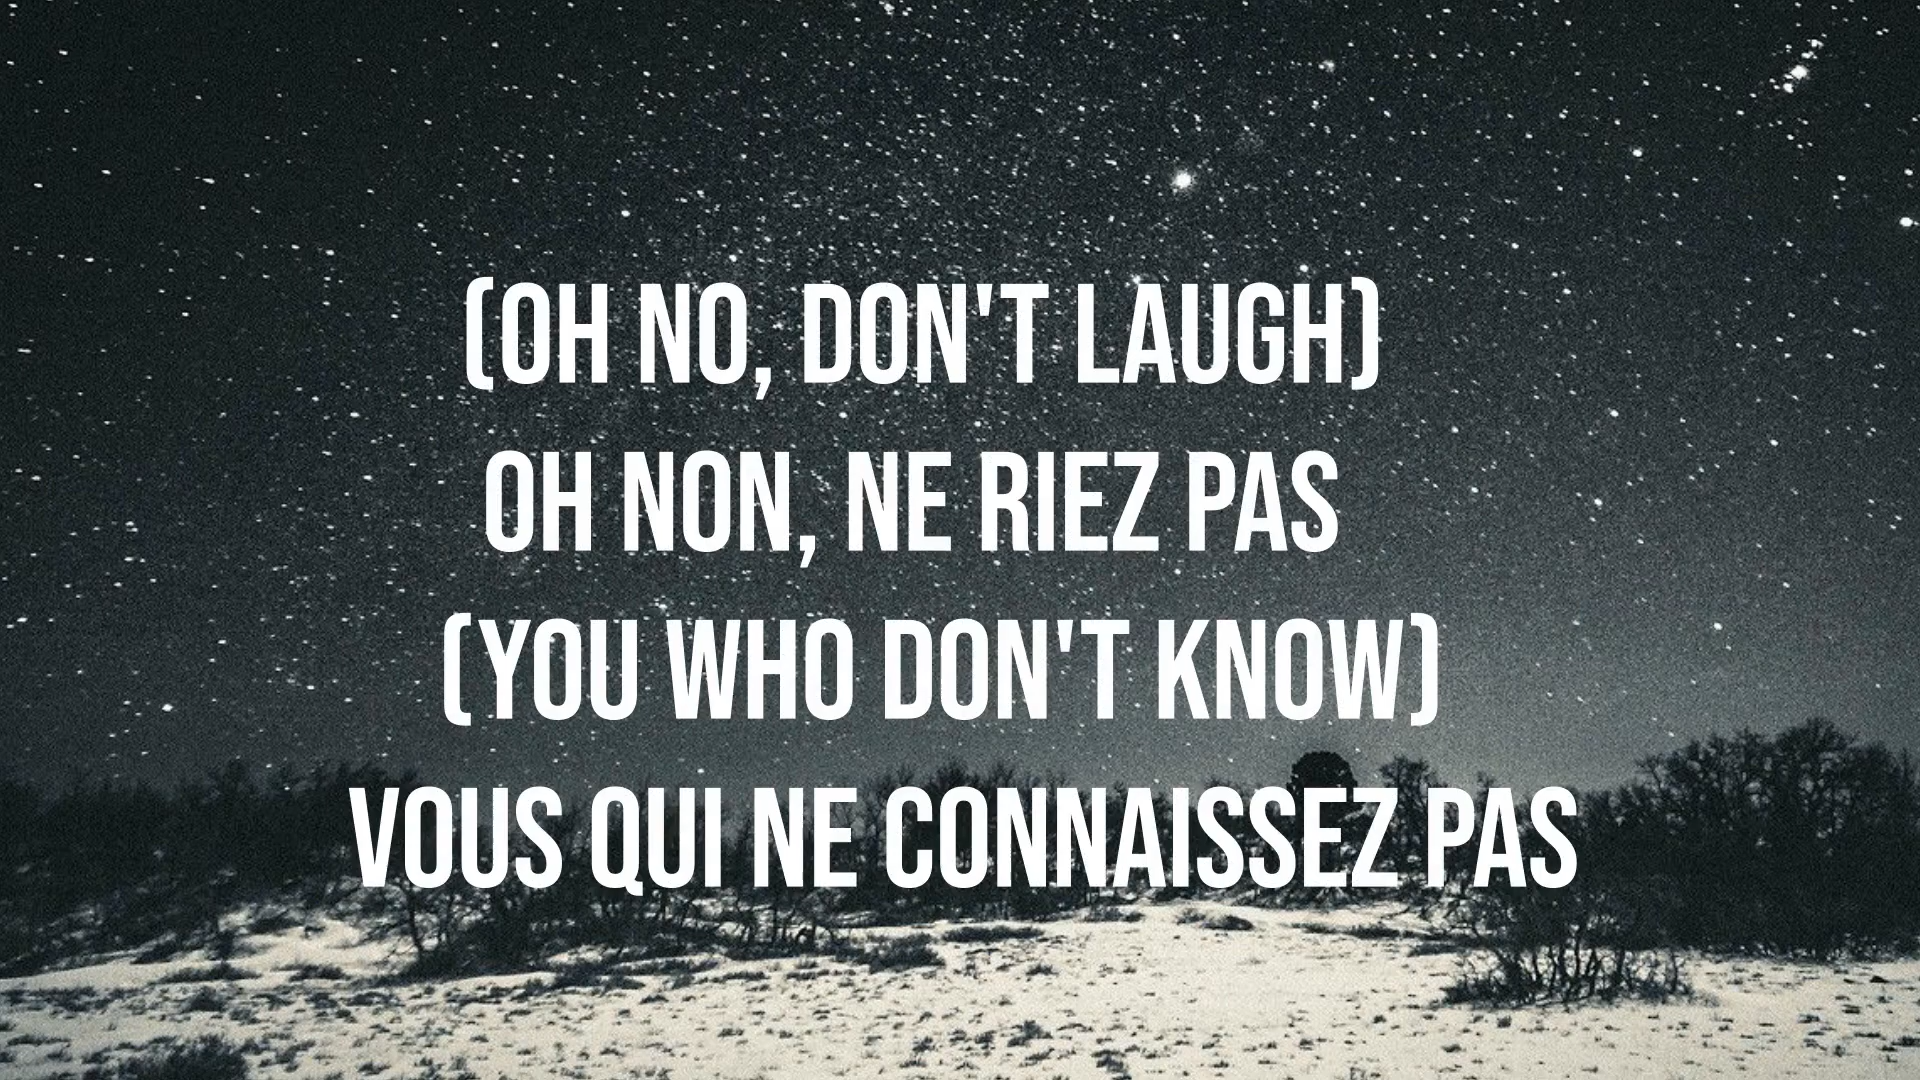 (OH NO, DON'T LAUGH)
OH NON, NE RIEZ PAS
(YOU WHO DON'T KNOW)
VOUS QUI NE CONNAISSEZ PAS